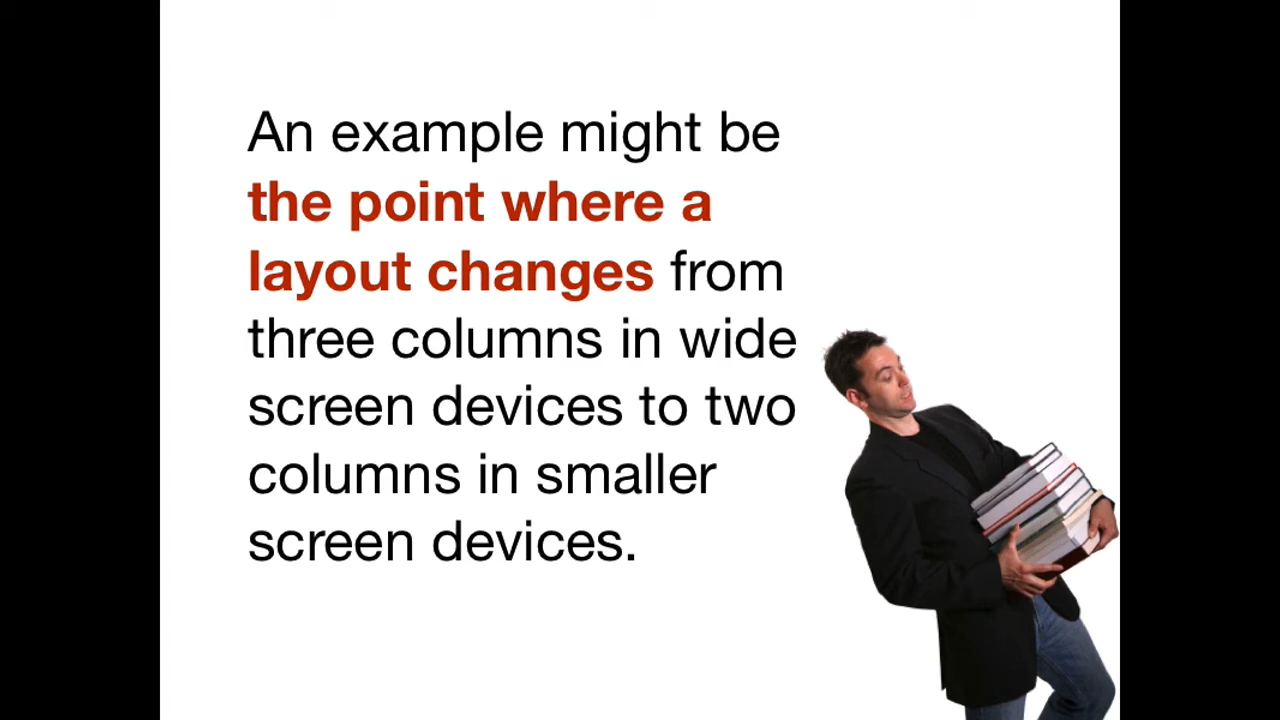 An example might be
the point where a
layout changes from
three columns in wide
screen devices to two
columns in smaller
screen devices.